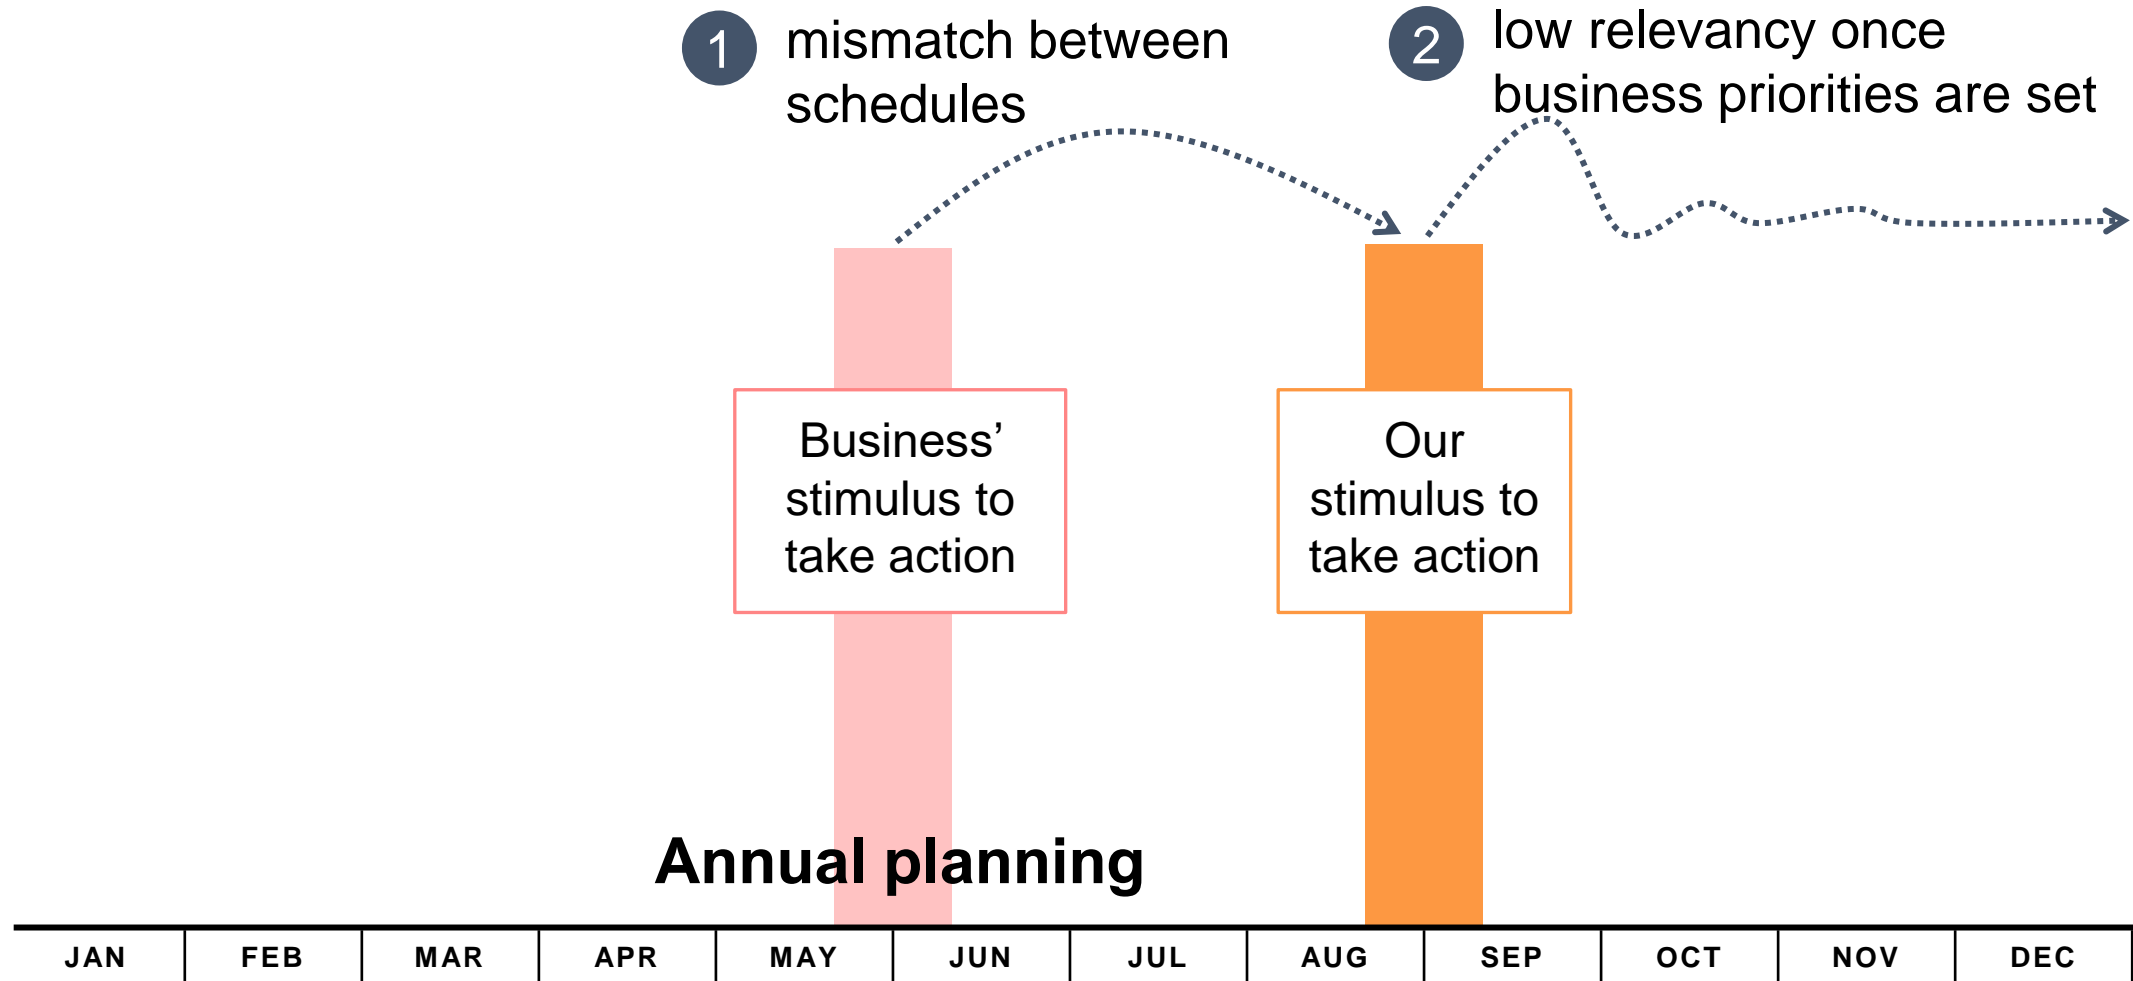 1
mismatch between
schedules
2
low relevancy once
business priorities are set
Business’
stimulus to
take action
Our
stimulus to
take action
Annual planning
JAN FEB MAR APR MAY JUN JUL AUG SEP OCT NOV DEC